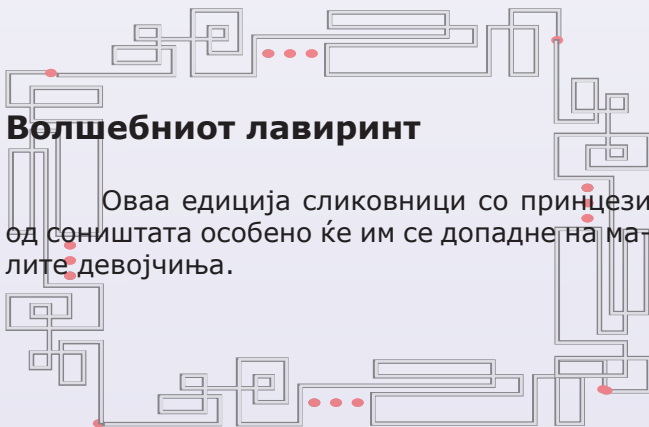 Волшебниот лавиринт
Оваа едиција сликовници со принцези
од соништата особено ќе им се допадне на ма-
лите девојчиња.